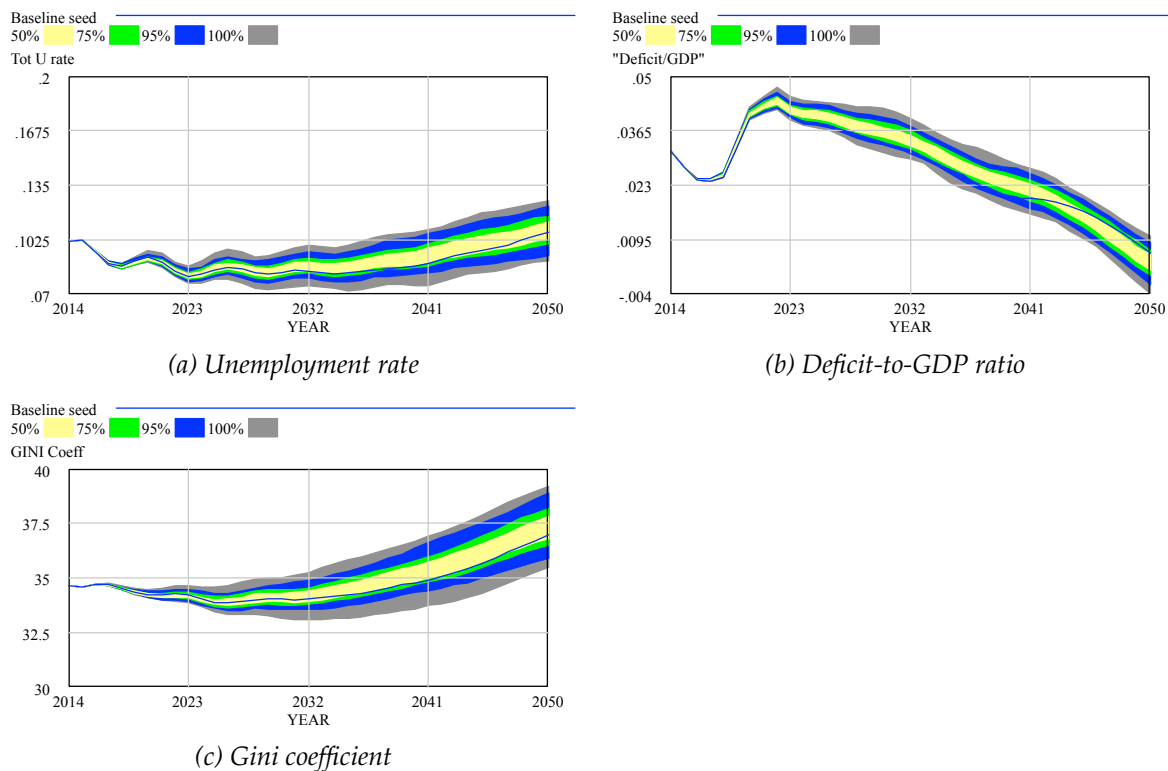 Baseline seed
50% 75% 95% 100%
Tot U rate
.2
.1675
.135
.1025
.07
2014 2023 2032 2041 2050
YEAR
(a) Unemployment rate
Baseline seed
50% 75% 95% 100%
"Deficit/GDP"
.05
.0365
.023
.0095
-.004
2014 2023 2032 2041 2050
YEAR
(b) Deficit-to-GDP ratio
Baseline seed
50% 75% 95% 100%
GINI Coeff
40
37.5
35
32.5
30
2014 2023 2032 2041 2050
YEAR
(c) Gini coefficient